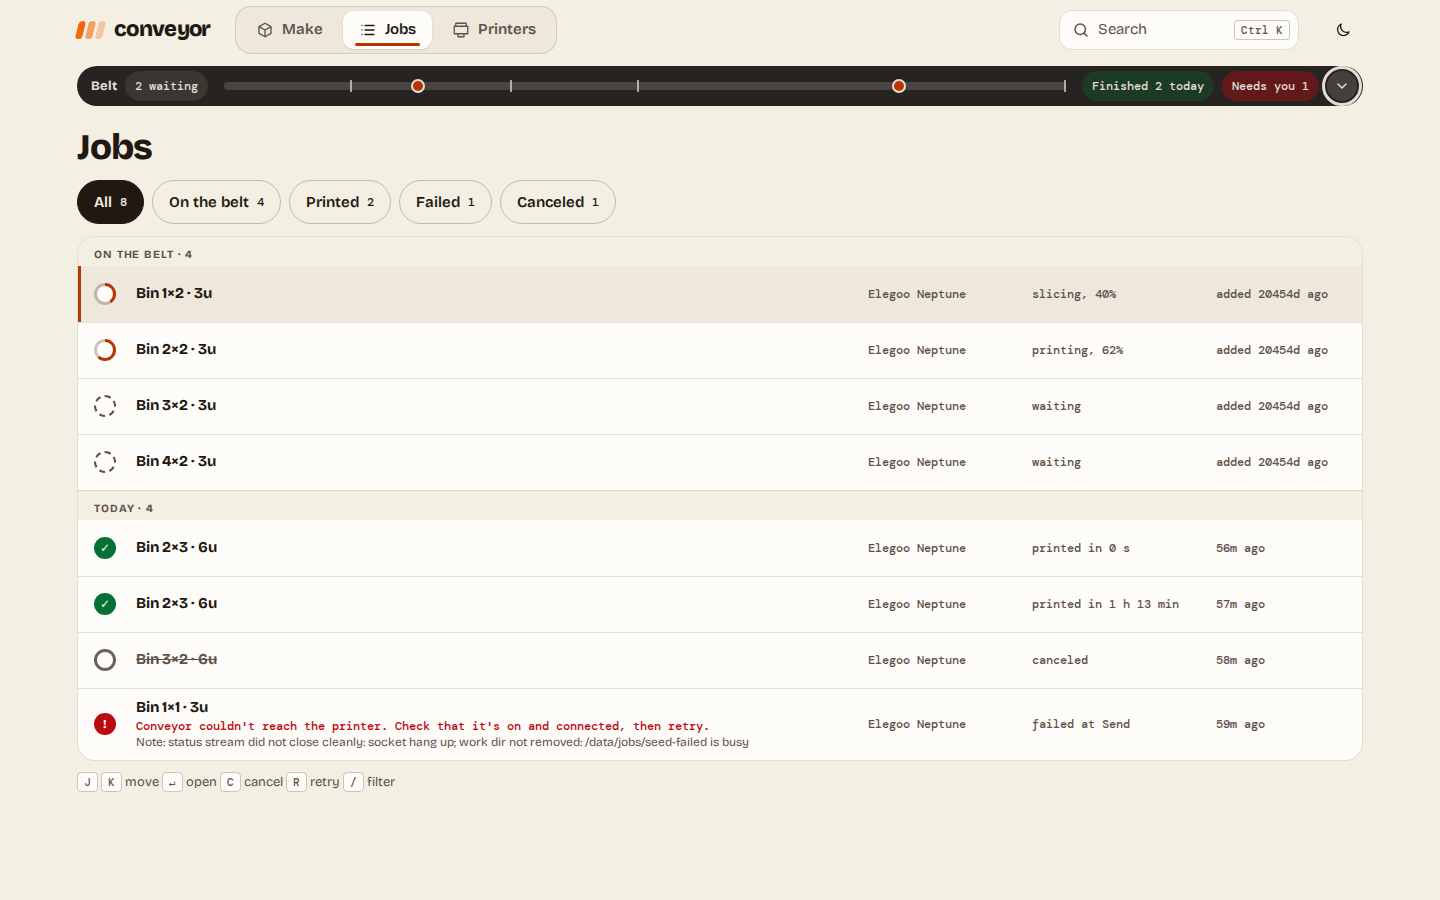 conveyor
Make
Jobs
Printers
Search
Ctrl K
Belt
2 waiting
Finished 2 today
Needs you 1
Jobs
All 8
On the belt 4
Printed 2
Failed 1
Canceled 1
ON THE BELT · 4
Bin 1×2 · 3u Elegoo Neptune slicing, 40% added 20454d ago
Bin 2×2 · 3u Elegoo Neptune printing, 62% added 20454d ago
Bin 3×2 · 3u Elegoo Neptune waiting added 20454d ago
Bin 4×2 · 3u Elegoo Neptune waiting added 20454d ago
TODAY · 4
Bin 2×3 · 6u Elegoo Neptune printed in 0 s 56m ago
Bin 2×3 · 6u Elegoo Neptune printed in 1 h 13 min 57m ago
Bin 3×2 · 6u Elegoo Neptune canceled 58m ago
Bin 1×1 · 3u
Conveyor couldn't reach the printer. Check that it's on and connected, then retry.
Note: status stream did not close cleanly: socket hang up; work dir not removed: /data/jobs/seed-failed is busy
Elegoo Neptune failed at Send 59m ago
J K move ↵ open C cancel R retry / filter